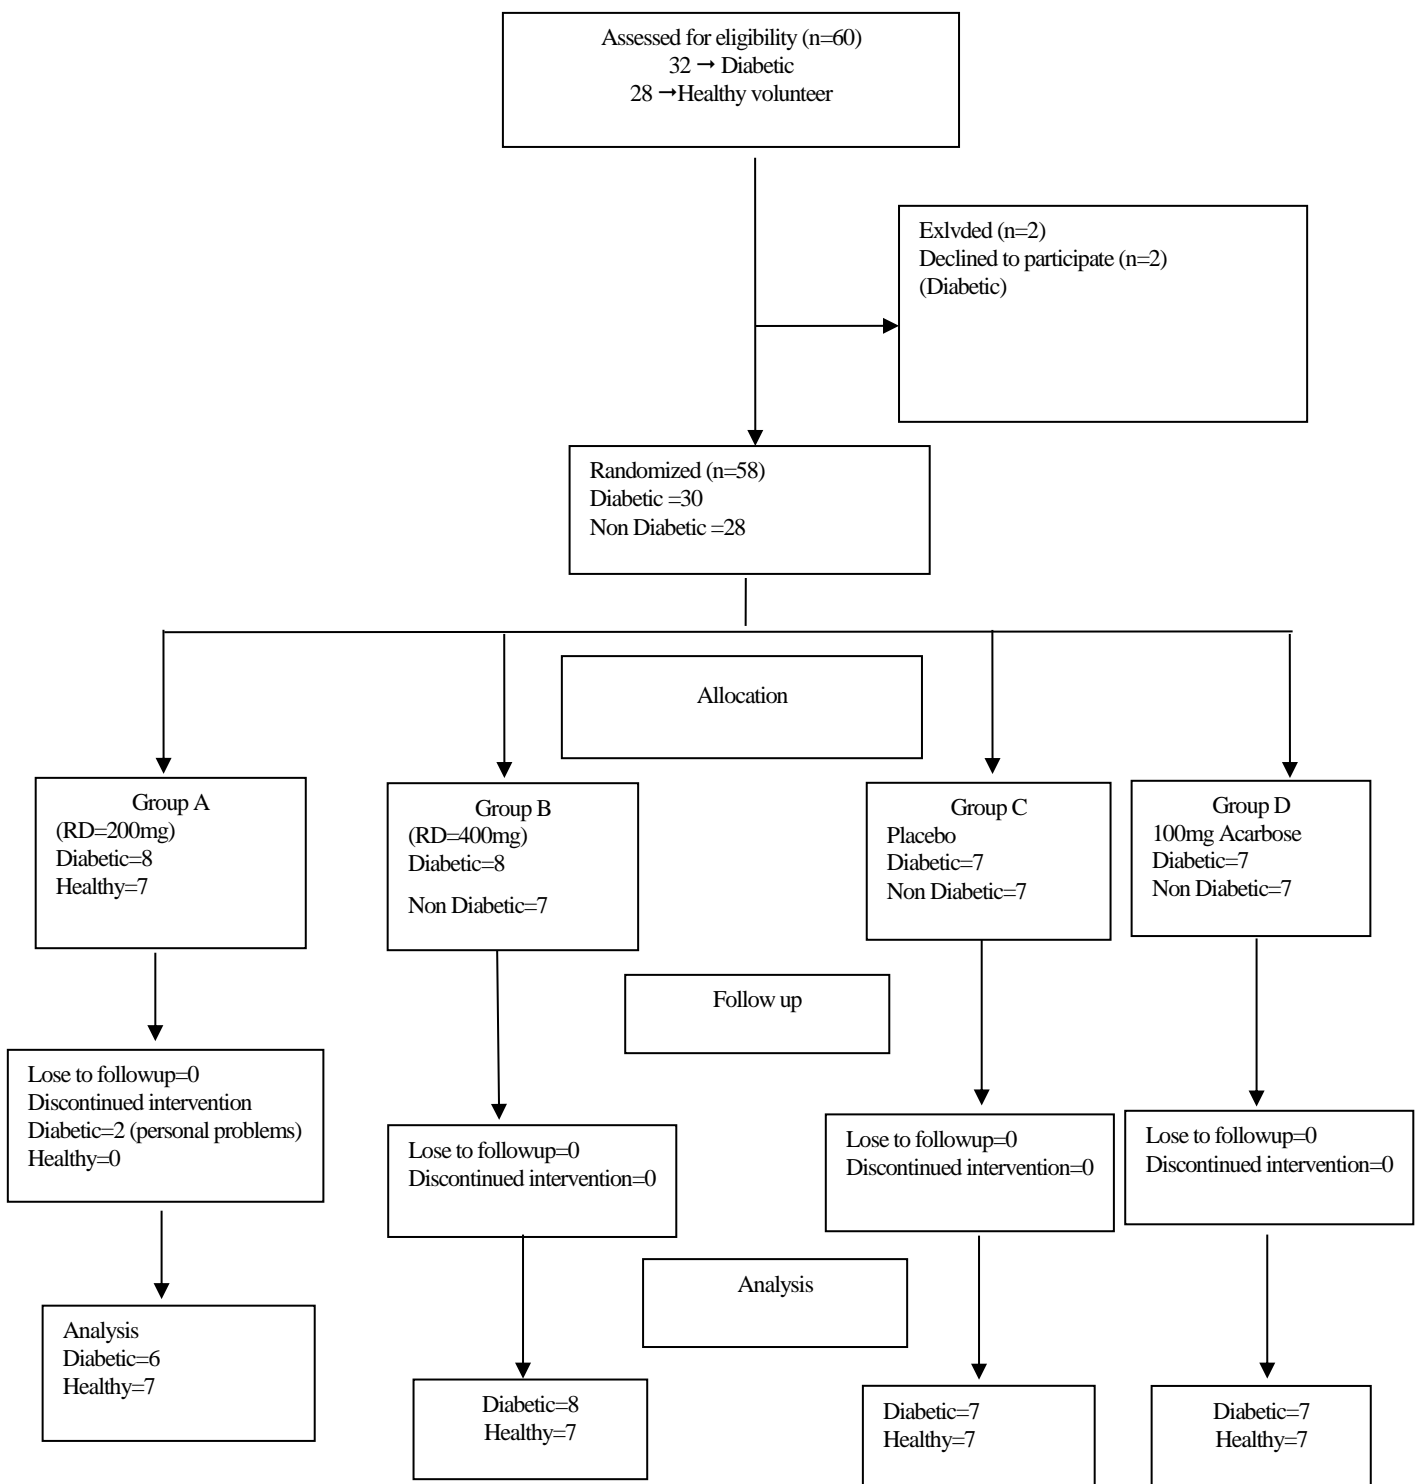 Assessed for eligibility (n=60)
32 → Diabetic
28 →Healthy volunteer
Exlvded (n=2)
Declined to participate (n=2)
(Diabetic)
Randomized (n=58)
Diabetic =30
Non Diabetic =28
Allocation
Group A
(RD=200mg)
Diabetic=8
Healthy=7
Group B
(RD=400mg)
Diabetic=8
Non Diabetic=7
Group C
Placebo
Diabetic=7
Non Diabetic=7
Group D
100mg Acarbose
Diabetic=7
Non Diabetic=7
Follow up
Lose to followup=0
Discontinued intervention
Diabetic=2 (personal problems)
Healthy=0
Lose to followup=0
Discontinued intervention=0
Lose to followup=0
Discontinued intervention=0
Lose to followup=0
Discontinued intervention=0
Analysis
Analysis
Diabetic=6
Healthy=7
Diabetic=8
Healthy=7
Diabetic=7
Healthy=7
Diabetic=7
Healthy=7